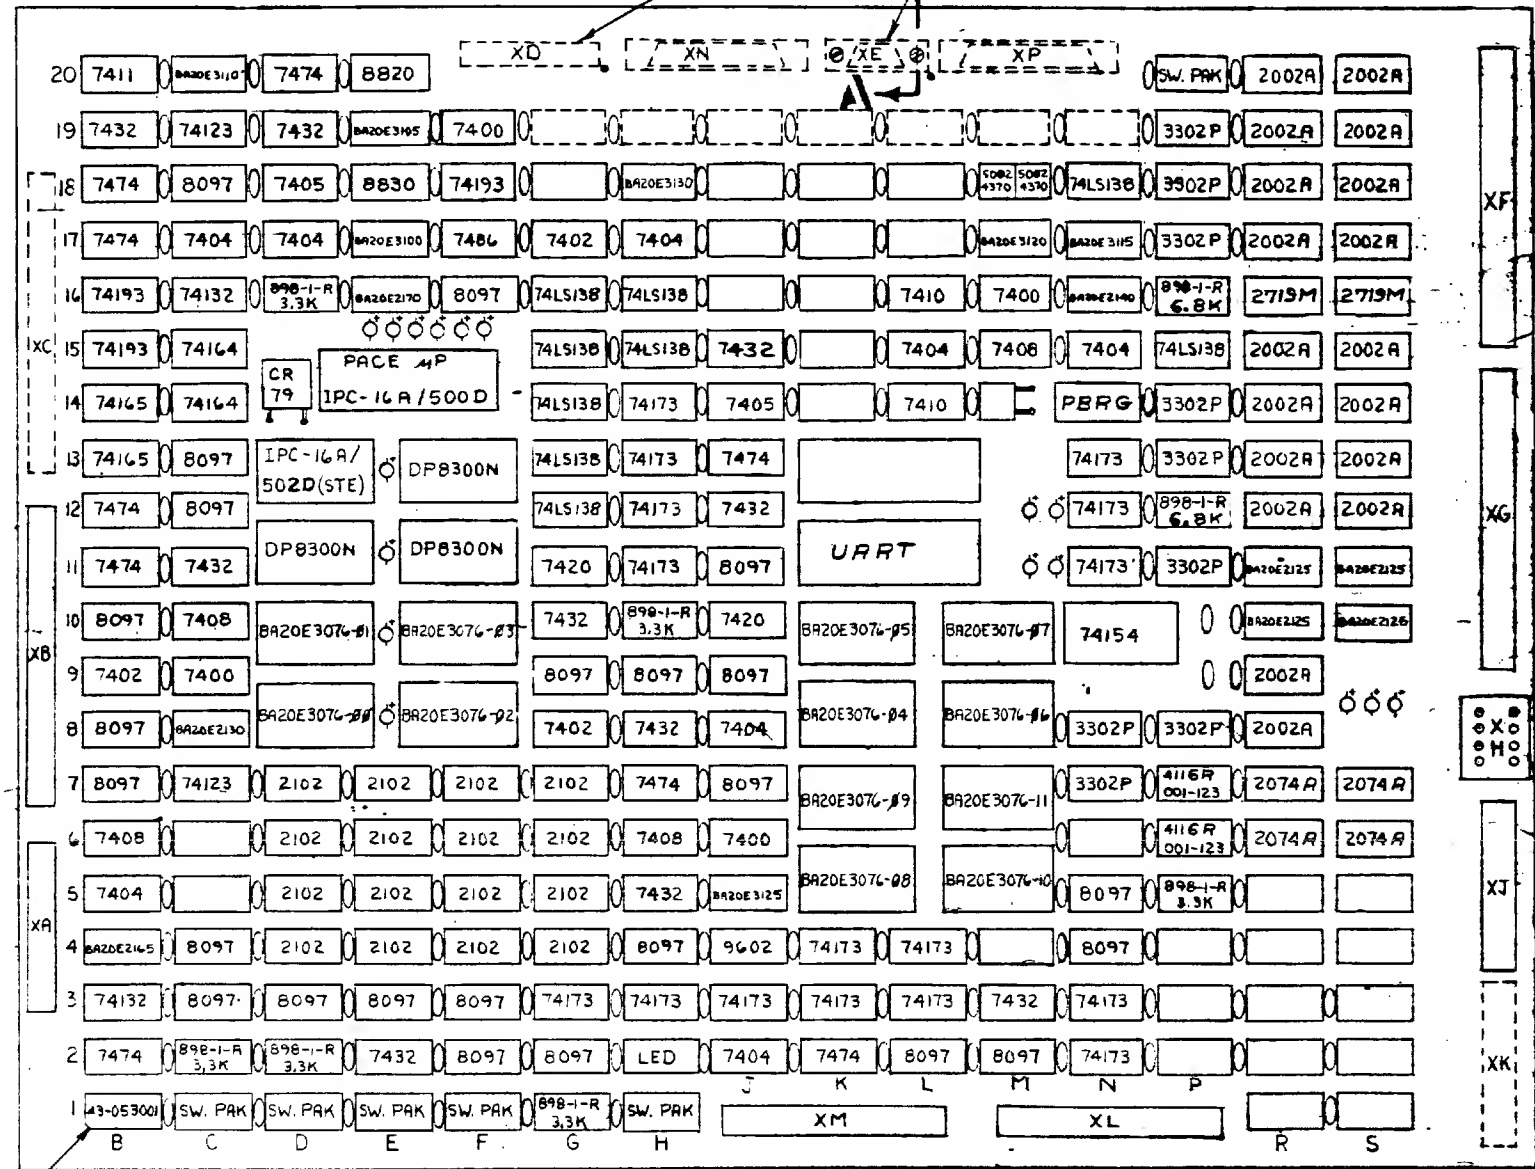 XD XN XE XP
20 7411 BA20E3110 7474 8820 SW. PAK 2002A 2002A
19 7432 74123 7432 BA20E3105 7400 3302P 2002A 2002A
18 7474 8097 7405 8830 74193 BA20E3130 5082 4370 5082 4370 74LS138 3302P 2002A 2002A
XF
17 7474 7404 7404 BA20E3100 7486 7402 7404 BA20E3120 BA20E3115 3302P 2002A 2002A
16 74193 74132 898-1-R 3.3K BA20E2170 8097 74LS138 74LS138 7410 7400 BA20E2140 898-1-R 6.8K 2719M 2719M
XC
15 74193 74164 PACE μP 74LS138 74LS138 7432 7404 7408 7404 74LS138 2002A 2002A
CR 79
14 74165 74164 IPC-16A/500D 74LS138 74173 7405 7410 PBRG 3302P 2002A 2002A
13 74165 8097 IPC-16A/ 502D(STE) DP8300N 74LS138 74173 7474 74173 3302P 2002A 2002A
12 7474 8097 74LS138 74173 7432 74173 898-1-R 6.8K 2002A 2002A
XG
11 7474 7432 DP8300N DP8300N 7420 74173 8097 UART 74173 3302P BA20E2125 BA20E2125
10 8097 7408 BA20E3076-01 BA20E3076-03 7432 898-1-R 3.3K 7420 BA20E3076-05 BA20E3076-07 74154 BA20E2125 BA20E2125
XB
9 7402 7400 8097 8097 8097 2002A
8 8097 BA20E2130 BA20E3076-00 BA20E3076-02 7402 7432 7404 BA20E3076-04 BA20E3076-06 3302P 3302P 2002A
XH
7 8097 74123 2102 2102 2102 2102 7474 8097 BA20E3076-09 BA20E3076-11 3302P 4116R 001-123 2074A 2074A
6 7408 2102 2102 2102 2102 7408 7400 4116R 001-123 2074A 2074A
5 7404 2102 2102 2102 2102 7432 BA20E3125 BA20E3076-08 BA20E3076-10 8097 898-1-R 3.3K
XJ
XA
4 BA20E2165 8097 2102 2102 2102 2102 8097 9602 74173 74173 8097
3 74132 8097 8097 8097 8097 74173 74173 74173 74173 74173 7432 74173
2 7474 898-1-R 3.3K 898-1-R 3.3K 7432 8097 8097 LED 7404 7474 8097 8097 74173
XK
J K L M N P
1 A3-053001 SW. PAK SW. PAK SW. PAK SW. PAK 898-1-R 3.3K SW. PAK XM XL
B C D E F G H R S